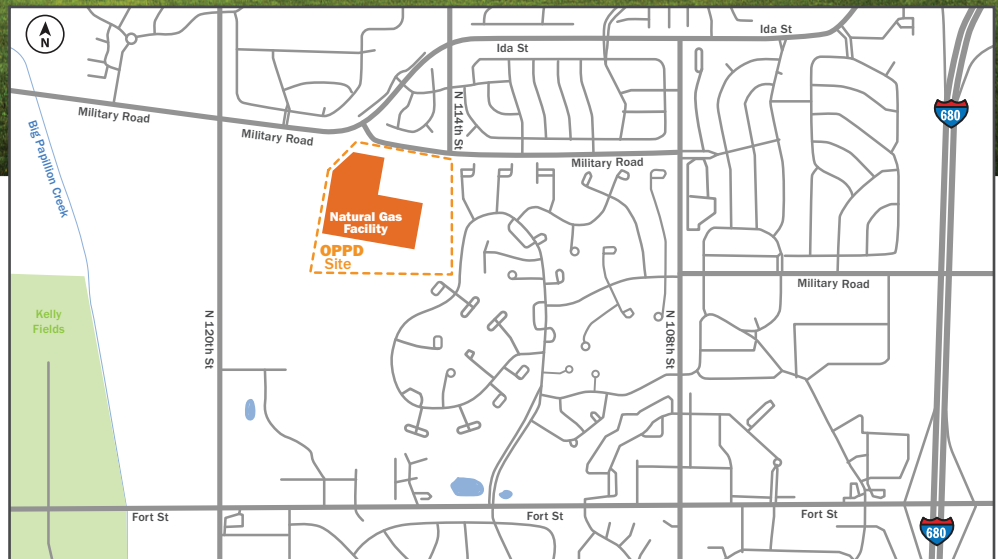 N
Ida St
Ida St
680
Military Road
Military Road
N 114th St
Military Road
Big Papillion Creek
Natural Gas
Facility
OPPD
Site
Military Road
Kelly
Fields
N 120th St
N 108th St
Fort St
Fort St
Fort St
680